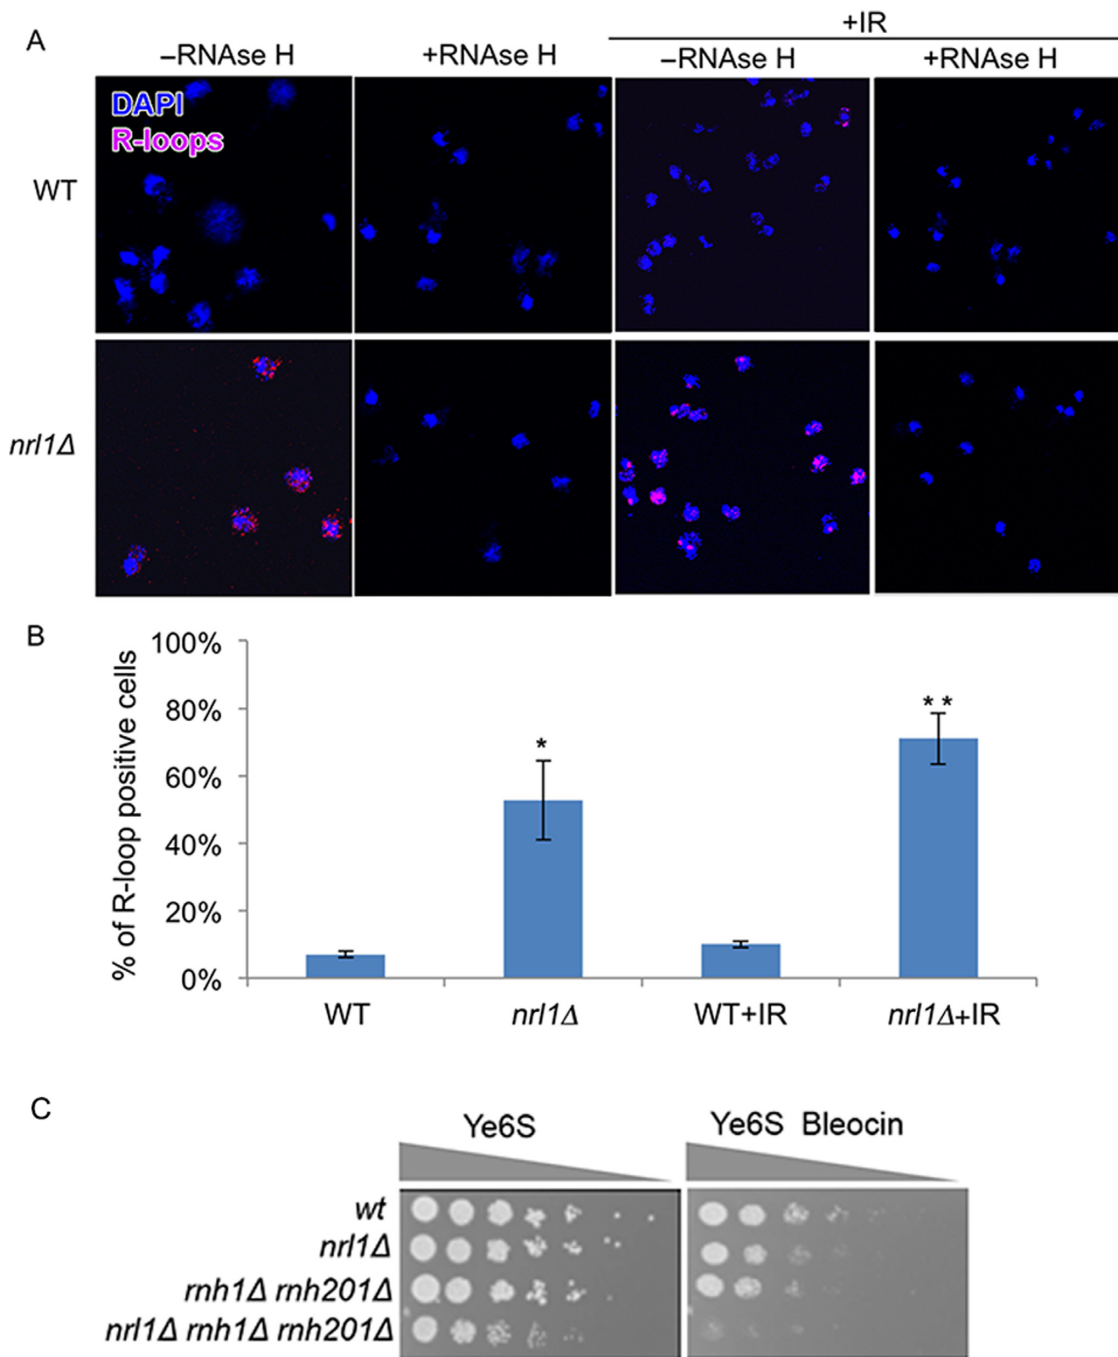 A
+IR
–RNAse H +RNAse H –RNAse H +RNAse H
DAPI
R-loops
WT
nrl1Δ
B
% of R-loop positive cells
100%
80%
60%
40%
20%
0%
*
* *
WT nrl1Δ WT+IR nrl1Δ+IR
C
Ye6S Ye6S Bleocin
wt
nrl1Δ
rnh1Δ rnh201Δ
nrl1Δ rnh1Δ rnh201Δ